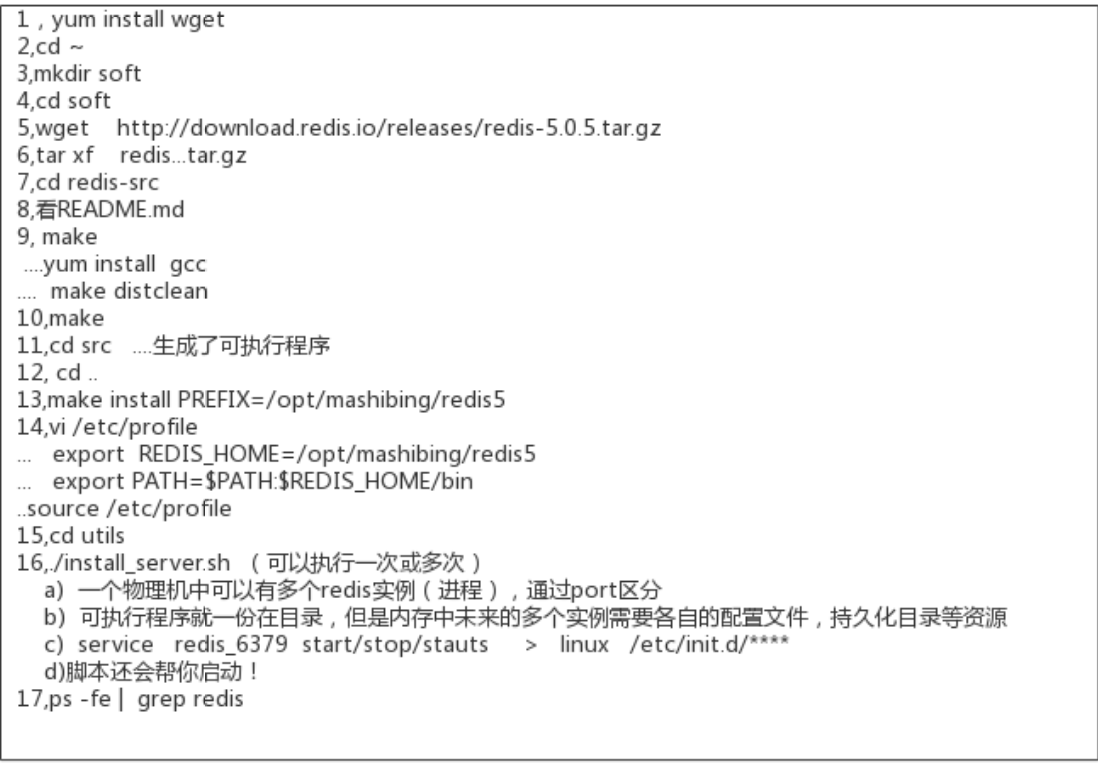 1 , yum install wget
2,cd ~
3,mkdir soft
4,cd soft
5,wget    http://download.redis.io/releases/redis-5.0.5.tar.gz
6,tar xf    redis...tar.gz
7,cd redis-src
8,看README.md
9, make
....yum install  gcc
....  make distclean
10,make
11,cd src   ....生成了可执行程序
12, cd ..
13,make install PREFIX=/opt/mashibing/redis5
14,vi /etc/profile
...   export  REDIS_HOME=/opt/mashibing/redis5
...   export PATH=$PATH:$REDIS_HOME/bin
..source /etc/profile
15,cd utils
16,./install_server.sh  （可以执行一次或多次）
a)  一个物理机中可以有多个redis实例（进程），通过port区分
b)  可执行程序就一份在目录，但是内存中未来的多个实例需要各自的配置文件，持久化目录等资源
c)  service   redis_6379  start/stop/stauts     >   linux   /etc/init.d/****
d)脚本还会帮你启动！
17,ps -fe |  grep redis